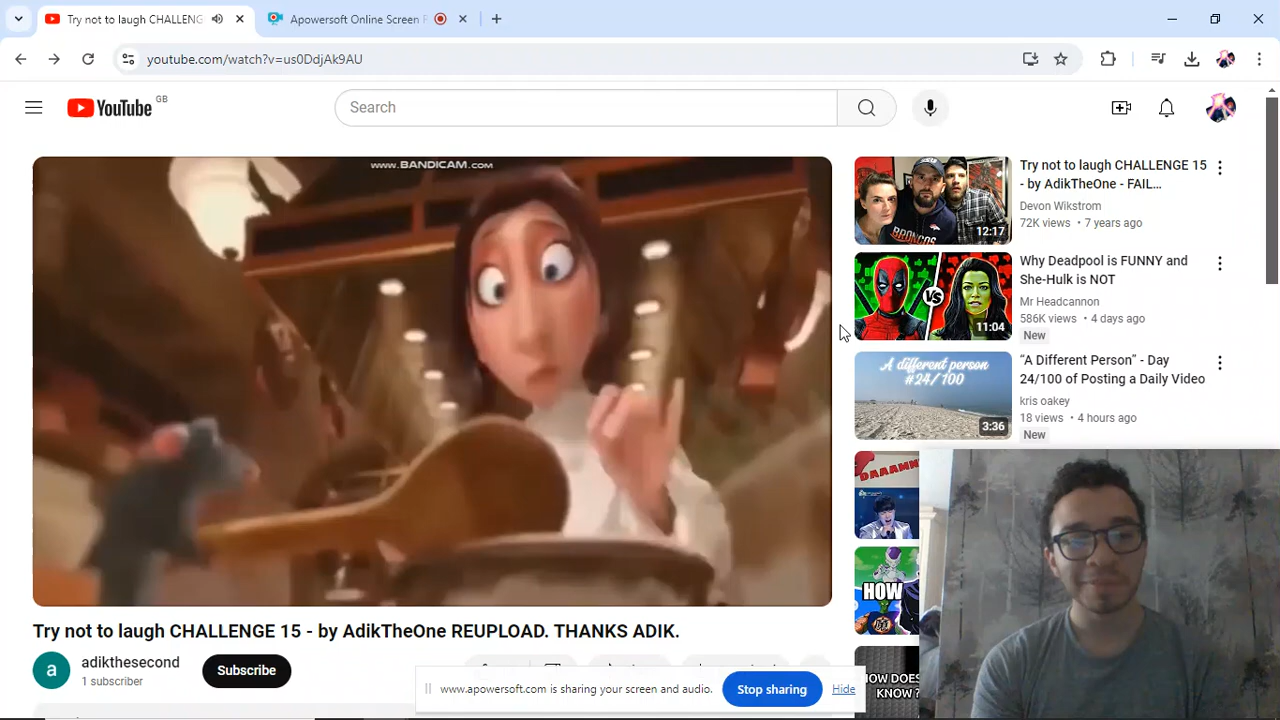 Try not to laugh CHALLENG
Apowersoft Online Screen
youtube.com/watch?v=us0DdjAk9AU
YouTube GB
Search
www.BANDICAM.com
12:17
Try not to laugh CHALLENGE 15
- by AdikTheOne - FAIL...
Devon Wikstrom
72K views • 7 years ago
VS
11:04
Why Deadpool is FUNNY and
She-Hulk is NOT
Mr Headcannon
586K views • 4 days ago
New
A different person
#24/100
3:36
“A Different Person” - Day
24/100 of Posting a Daily Video
kris oakey
18 views • 4 hours ago
New
DAAAMN
HOW
HOW DOES
KNOW?
Try not to laugh CHALLENGE 15 - by AdikTheOne REUPLOAD. THANKS ADIK.
a
adikthesecond
1 subscriber
Subscribe
www.apowersoft.com is sharing your screen and audio.
Stop sharing
Hide